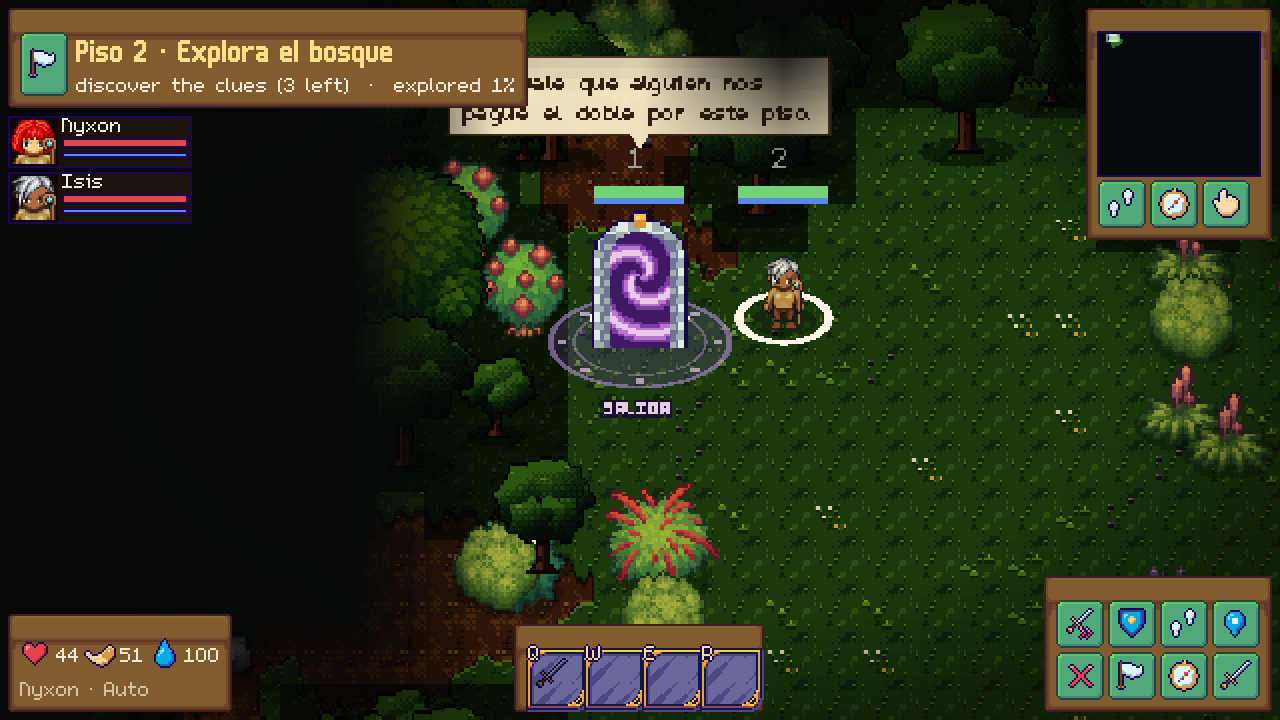 Piso 2 · Explora el bosque
discover the clues (3 left) · explored 1%
que alguien nos
pague el doble por este piso
Nyxon
Isis
1
2
SALIDA
44
51
100
Nyxon · Auto
Q
W
E
R